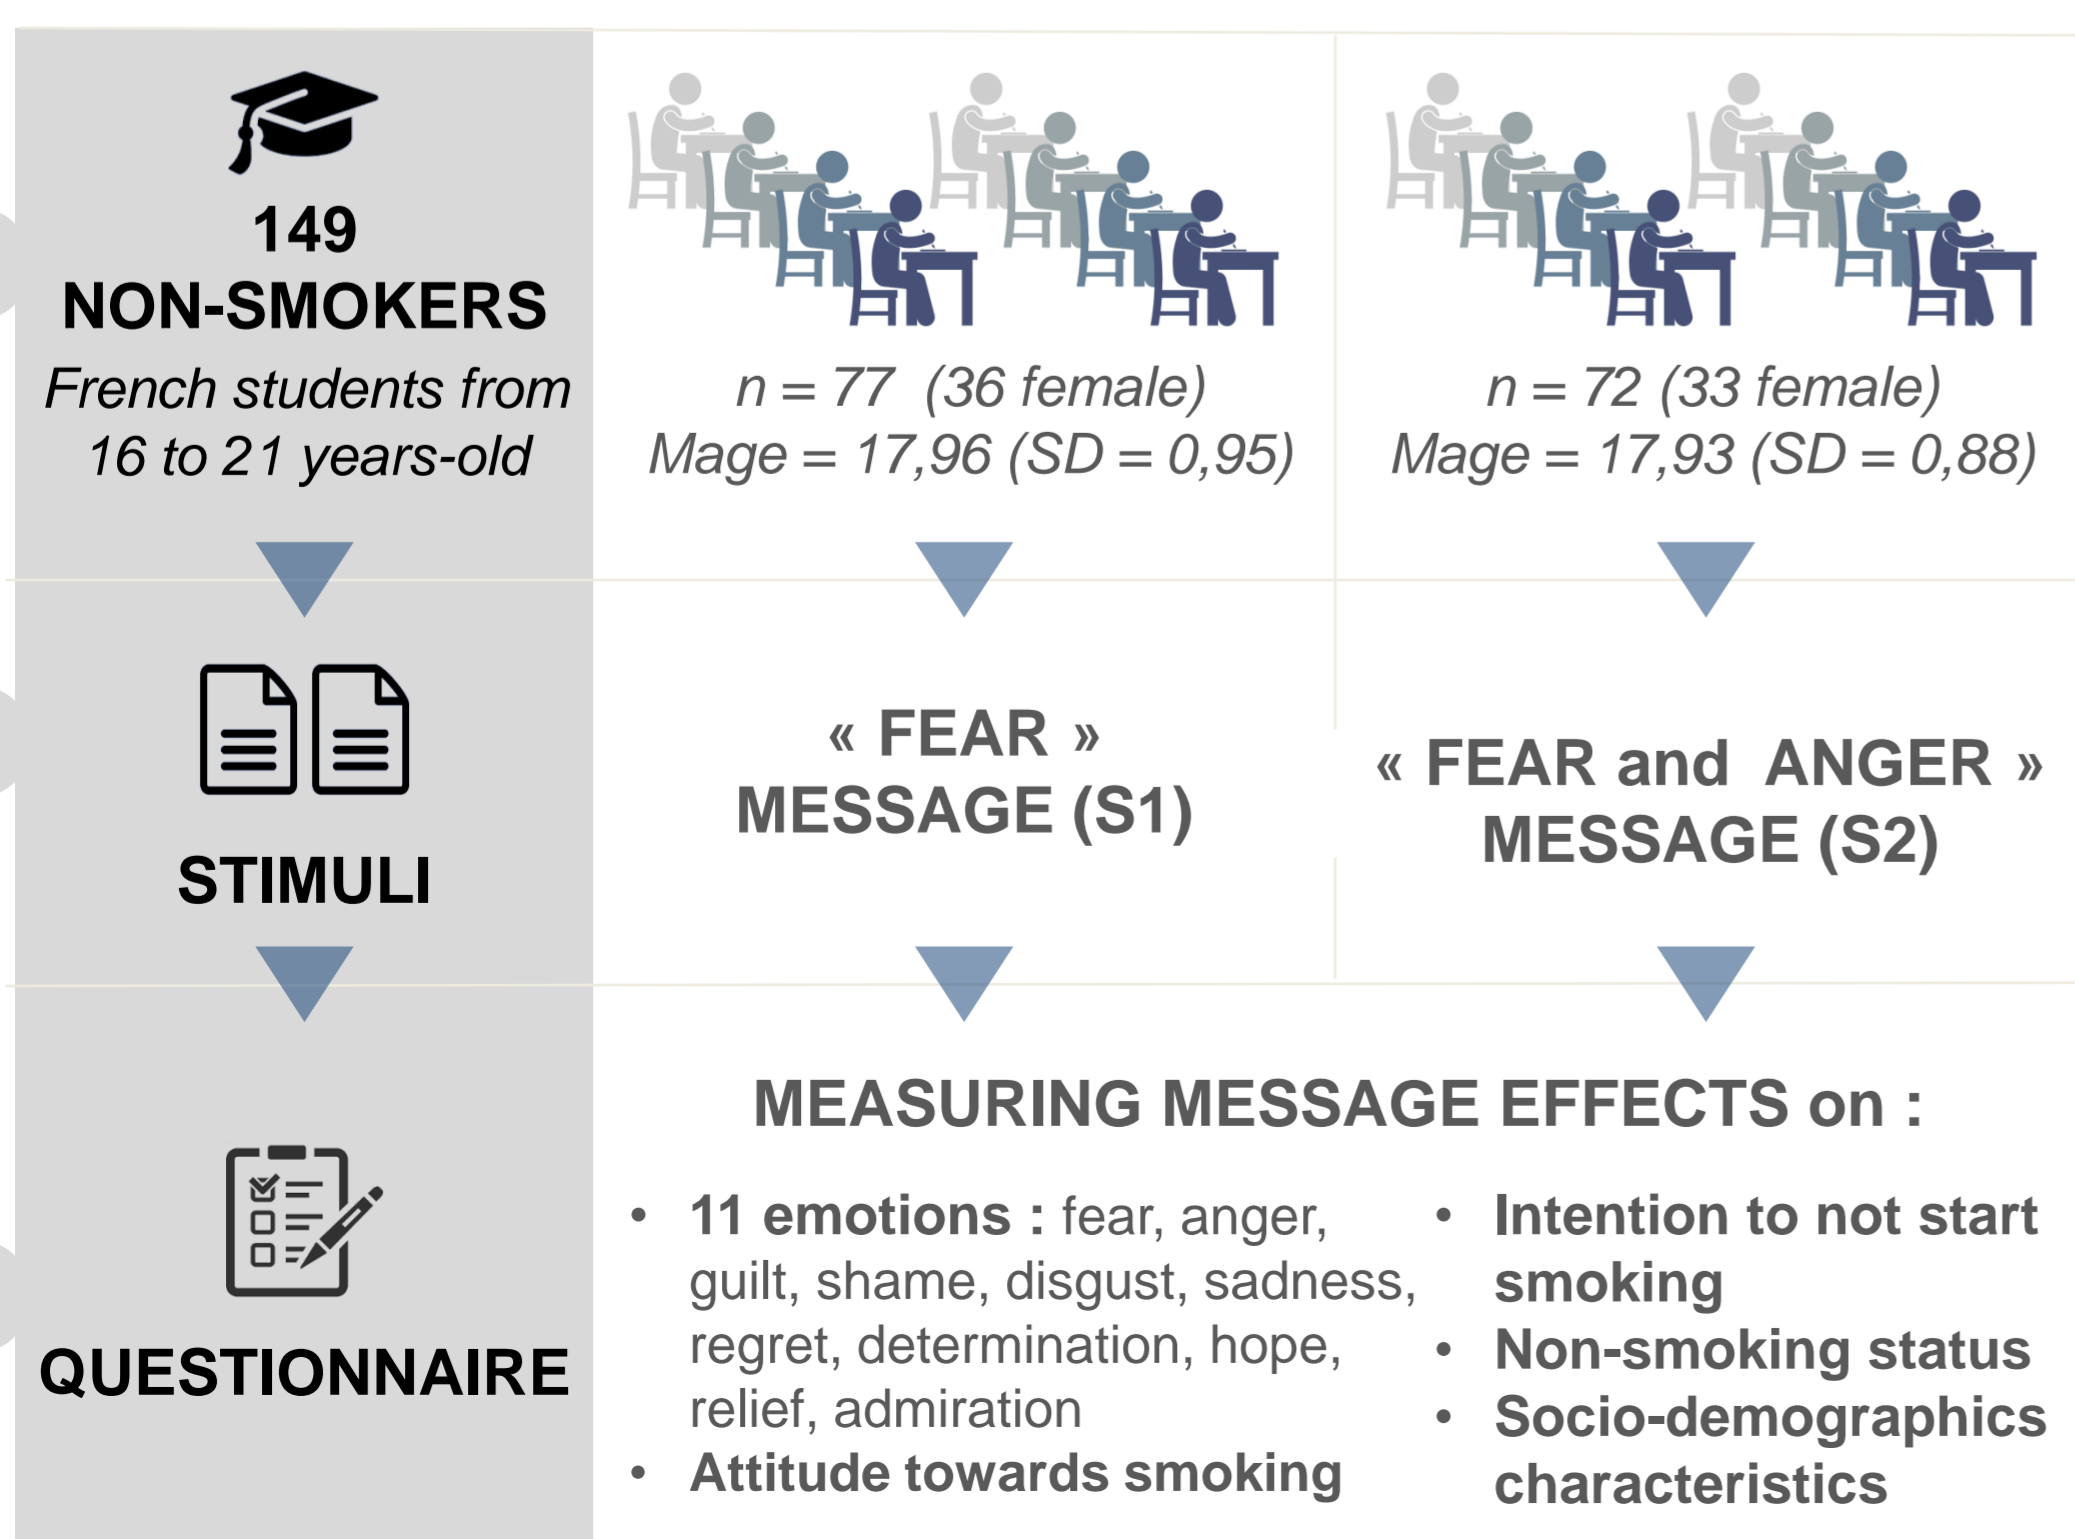 149
NON-SMOKERS
French students from
16 to 21 years-old
n = 77 (36 female)
Mage = 17,96 (SD = 0,95)
n = 72 (33 female)
Mage = 17,93 (SD = 0,88)
STIMULI
« FEAR »
MESSAGE (S1)
« FEAR and ANGER »
MESSAGE (S2)
QUESTIONNAIRE
MEASURING MESSAGE EFFECTS on :
• 11 emotions : fear, anger,
guilt, shame, disgust, sadness,
regret, determination, hope,
relief, admiration
• Attitude towards smoking
• Intention to not start
smoking
• Non-smoking status
• Socio-demographics
characteristics